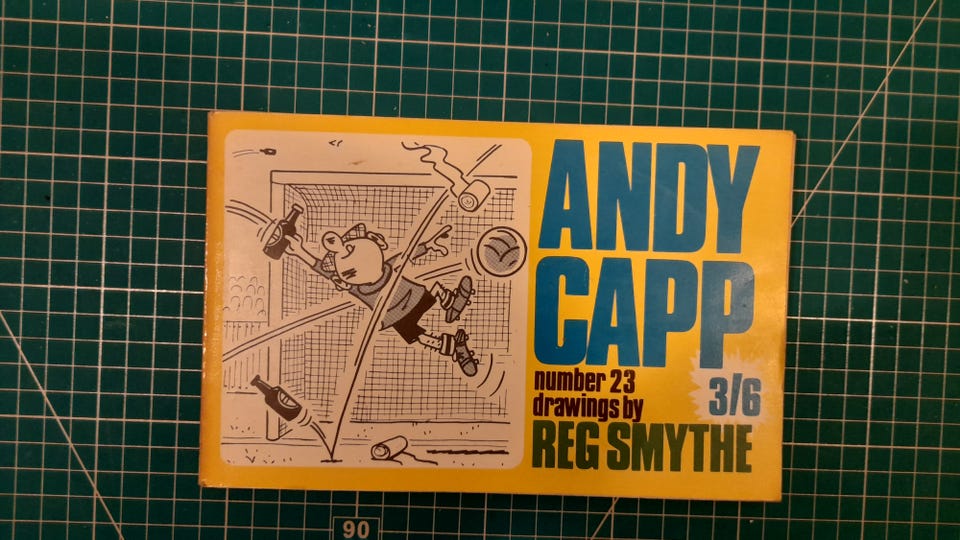 ANDY
CAPP
number 23
drawings by
3/6
REG SMYTHE
90